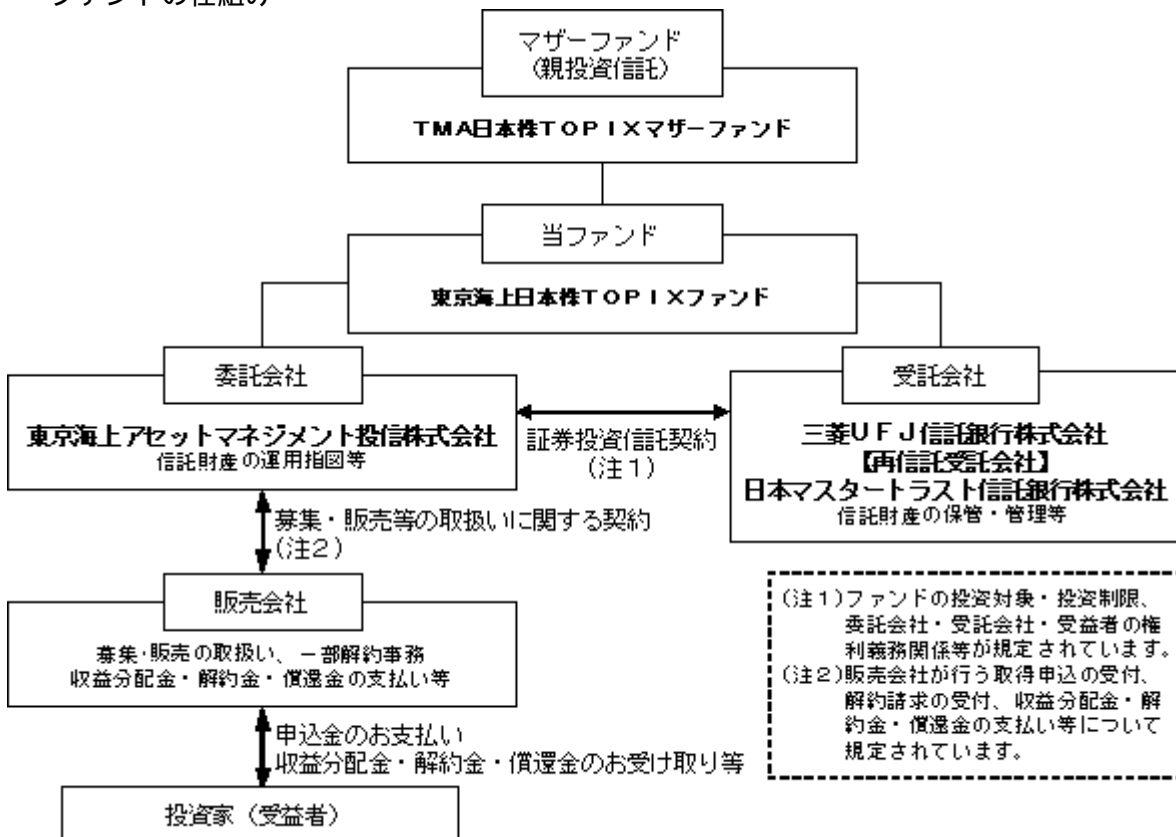 ファンドの仕組み
マザーファンド
(親投資信託)
TMA日本株TOPIXマザーファンド
当ファンド
東京海上日本株TOPIXファンド
委託会社
東京海上アセットマネジメント投信株式会社
信託財産の運用指図等
証券投資信託契約
(注1)
受託会社
三菱UFJ信託銀行株式会社
【再信託受託会社】
日本マスタートラスト信託銀行株式会社
信託財産の保管・管理等
募集・販売等の取扱いに関する契約
(注2)
販売会社
募集・販売の取扱い、一部解約事務
収益分配金・解約金・償還金の支払い等
(注1)ファンドの投資対象・投資制限、
委託会社・受託会社・受益者の権
利義務関係等が規定されています。
(注2)販売会社が行う取得申込の受付、
解約請求の受付、収益分配金・解
約金・償還金の支払い等について
規定されています。
申込金のお支払い
収益分配金・解約金・償還金のお受け取り等
投資家(受益者)